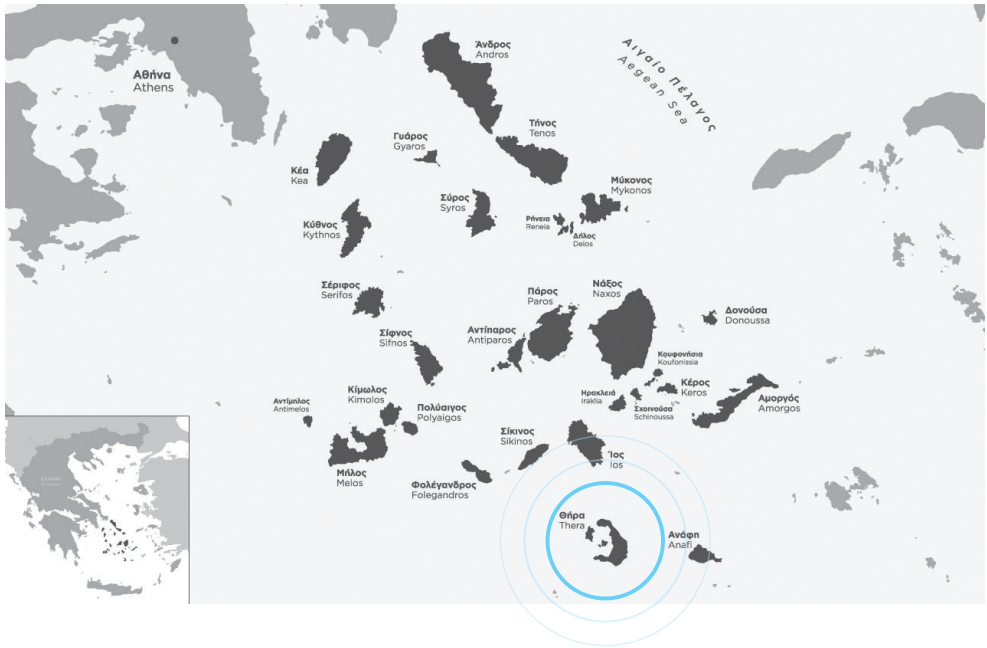 Άνδρος
Andros
Αιγαίο Πέλαγος
Aegean Sea
Αθήνα
Athens
Τήνος
Tenos
Γυάρος
Gyaros
Κέα
Kea
Μύκονος
Mykonos
Σύρος
Syros
Ρήνεια
Reneia
Δήλος
Delos
Κύθνος
Kythnos
Σέριφος
Serifos
Πάρος
Paros
Νάξος
Naxos
Δονούσα
Donoussa
Σίφνος
Sifnos
Αντίπαρος
Antiparos
Κουφονήσια
Koufonissia
Κέρος
Keros
Ηρακλειά
Iraklia
Σχοινούσα
Schinoussa
Αμοργός
Amorgos
Αντίμηλος
Antimelos
Κίμωλος
Kimolos
Πολύαιγος
Polyaigos
Σίκινος
Sikinos
Ίος
Ios
Μήλος
Melos
Φολέγανδρος
Folegandros
Θήρα
Thera
Ανάφη
Anafi